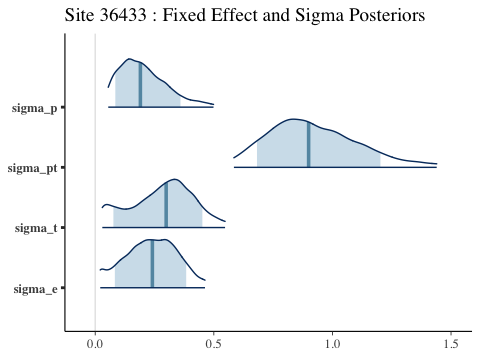 Site 36433 : Fixed Effect and Sigma Posteriors
sigma_p
sigma_pt
sigma_t
sigma_e
0.0 0.5 1.0 1.5